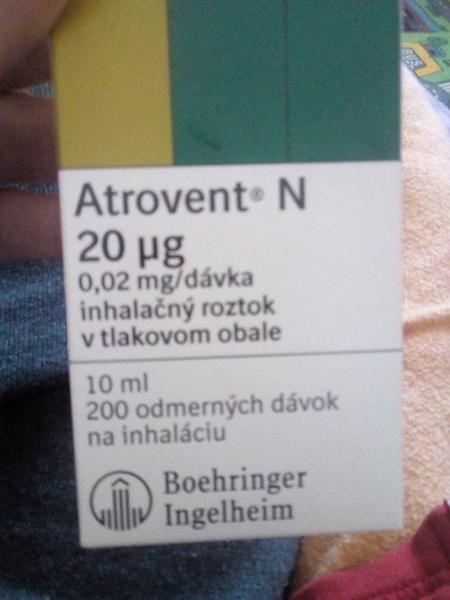 BUS
Atrovent® N
20 µg
0,02 mg/dávka
inhalačný roztok
v tlakovom obale
10 ml
200 odmerných dávok
na inhaláciu
Boehringer
Ingelheim